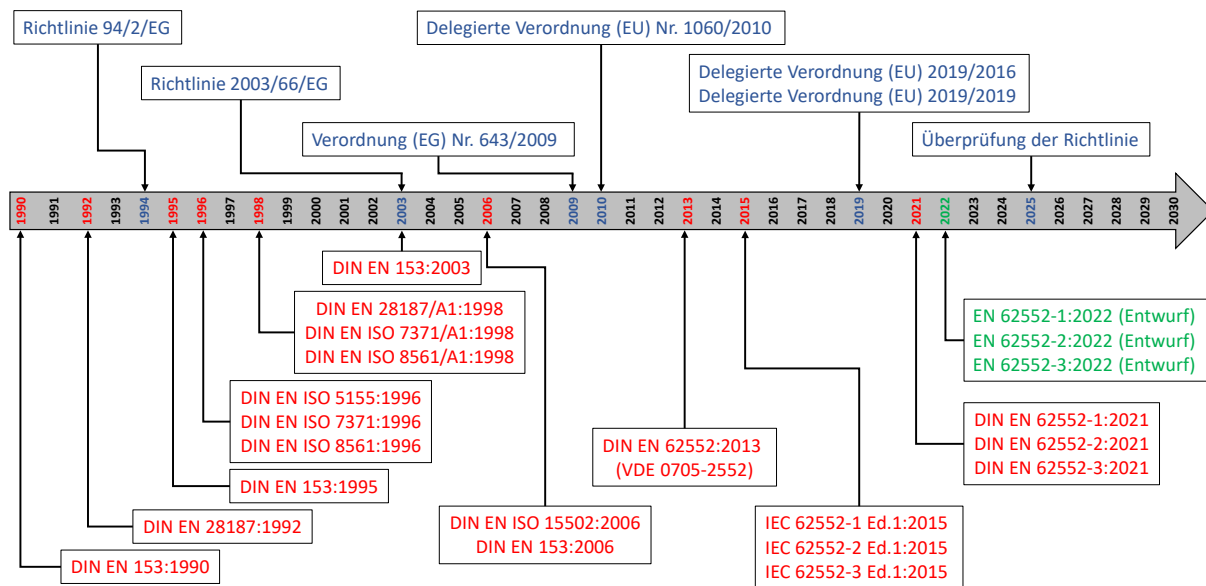 Richtlinie 94/2/EG
Delegierte Verordnung (EU) Nr. 1060/2010
Richtlinie 2003/66/EG
Delegierte Verordnung (EU) 2019/2016
Delegierte Verordnung (EU) 2019/2019
Verordnung (EG) Nr. 643/2009
Überprüfung der Richtlinie
1990 1991 1992 1993 1994 1995 1996 1997 1998 1999 2000 2001 2002 2003 2004 2005 2006 2007 2008 2009 2010 2011 2012 2013 2014 2015 2016 2017 2018 2019 2020 2021 2022 2023 2024 2025 2026 2027 2028 2029 2030
DIN EN 153:2003
DIN EN 28187/A1:1998
DIN EN ISO 7371/A1:1998
DIN EN ISO 8561/A1:1998
EN 62552-1:2022 (Entwurf)
EN 62552-2:2022 (Entwurf)
EN 62552-3:2022 (Entwurf)
DIN EN ISO 5155:1996
DIN EN ISO 7371:1996
DIN EN ISO 8561:1996
DIN EN 62552:2013
(VDE 0705-2552)
DIN EN 62552-1:2021
DIN EN 62552-2:2021
DIN EN 62552-3:2021
DIN EN 153:1995
DIN EN 28187:1992
DIN EN ISO 15502:2006
DIN EN 153:2006
IEC 62552-1 Ed.1:2015
IEC 62552-2 Ed.1:2015
IEC 62552-3 Ed.1:2015
DIN EN 153:1990